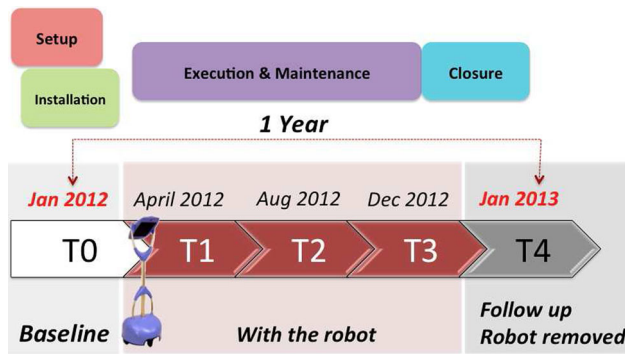 Setup
Installation
Execution & Maintenance
Closure
1 Year
Jan 2012
April 2012
Aug 2012
Dec 2012
Jan 2013
T0
T1
T2
T3
T4
Baseline
With the robot
Follow up
Robot removed